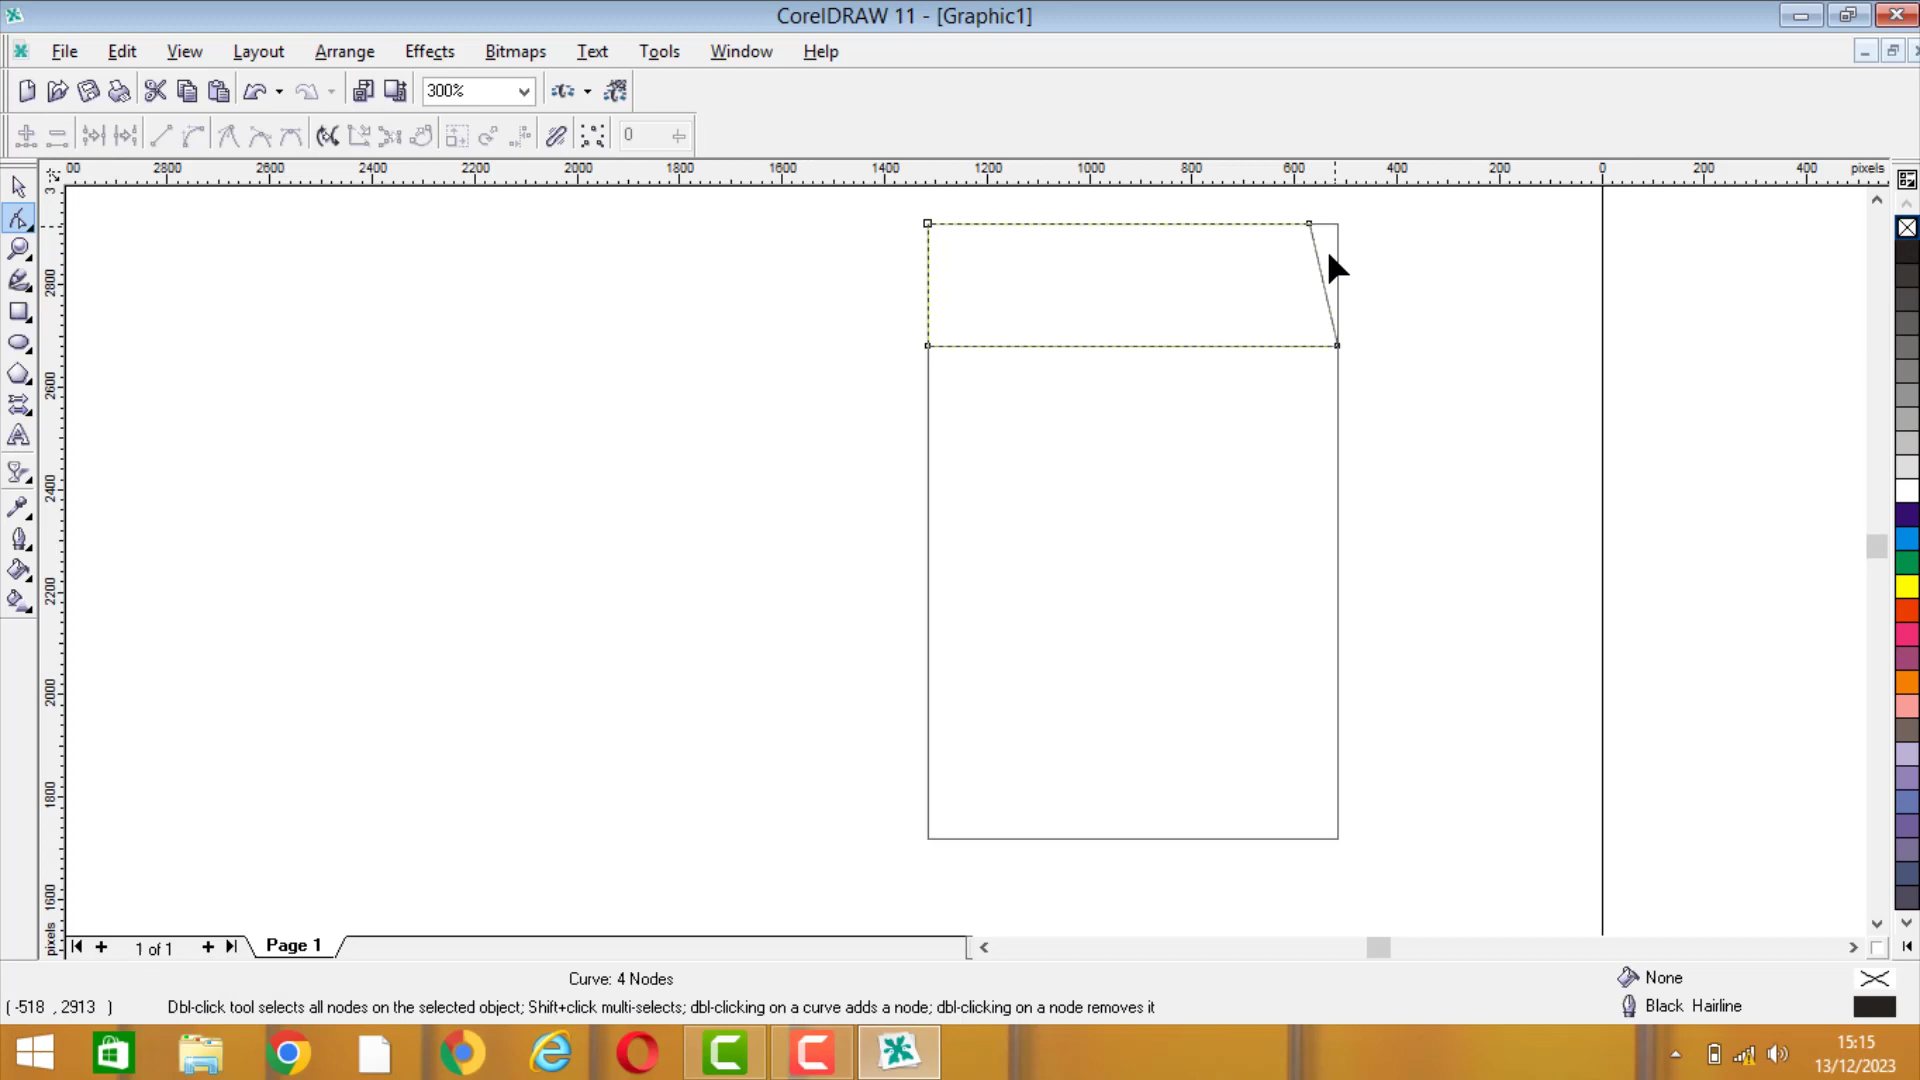 CorelDRAW 11 - [Graphic1]
File Edit View Layout Arrange Effects Bitmaps Text Tools Window Help
300%
0
2800 2600 2400 2200 2000 1800 1600 1400 1200 1000 800 600 400 200 0 200 400 pixels
2800
2600
2400
2200
2000
1800
1600
pixels
1 of 1 Page 1
Curve: 4 Nodes
None
( -518 , 2913 ) Dbl-click tool selects all nodes on the selected object; Shift+click multi-selects; dbl-clicking on a curve adds a node; dbl-clicking on a node removes it
Black Hairline
15:15
13/12/2023